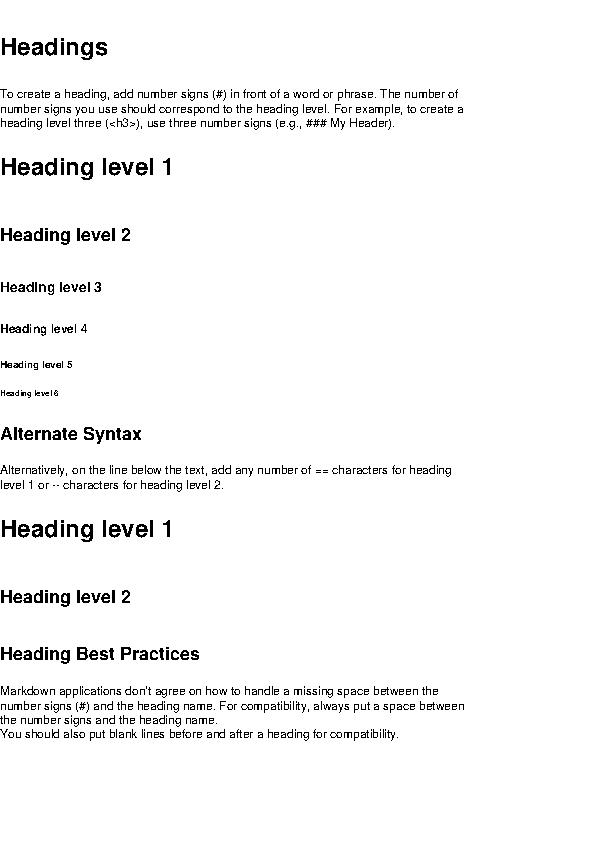 Headings
To create a heading, add number signs (#) in front of a word or phrase. The number of
number signs you use should correspond to the heading level. For example, to create a
heading level three (<h3>), use three number signs (e.g., ### My Header).
Heading level 1
Heading level 2
Heading level 3
Heading level 4
Heading level 5
Heading level 6
Alternate Syntax
Alternatively, on the line below the text, add any number of == characters for heading
level 1 or -- characters for heading level 2.
Heading level 1
Heading level 2
Heading Best Practices
Markdown applications don't agree on how to handle a missing space between the
number signs (#) and the heading name. For compatibility, always put a space between
the number signs and the heading name.
You should also put blank lines before and after a heading for compatibility.